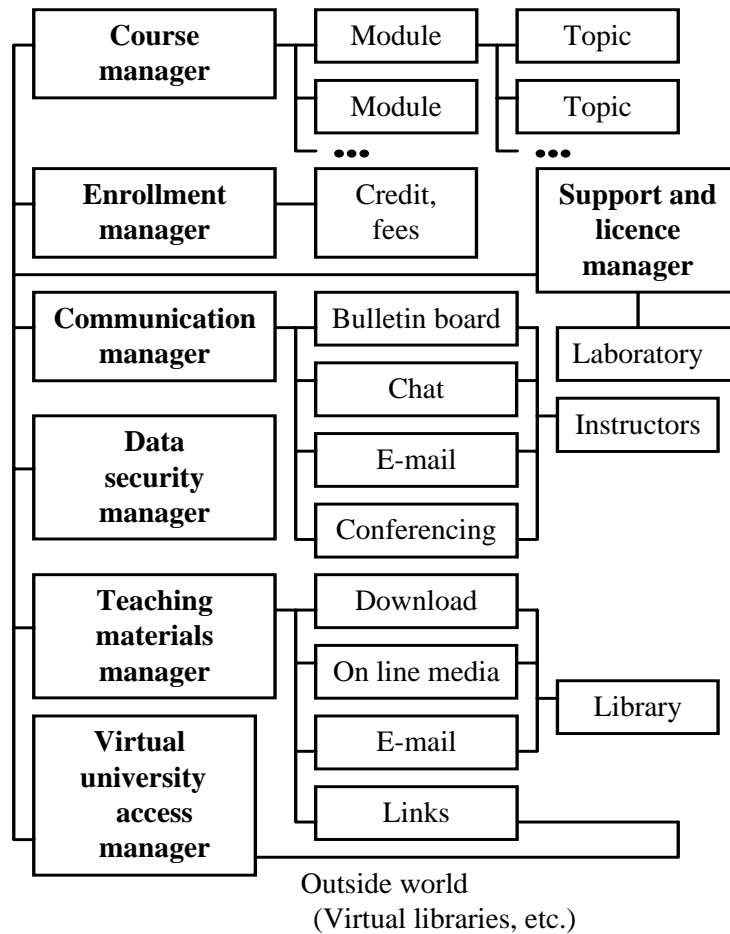 Course
manager
Module
Topic
Module
Topic
•••
•••
Enrollment
manager
Credit,
fees
Support and
licence
manager
Communication
manager
Bulletin board
Laboratory
Chat
Instructors
Data
security
manager
E-mail
Conferencing
Teaching
materials
manager
Download
On line media
Library
E-mail
Virtual
university
access
manager
Links
Outside world
(Virtual libraries, etc.)